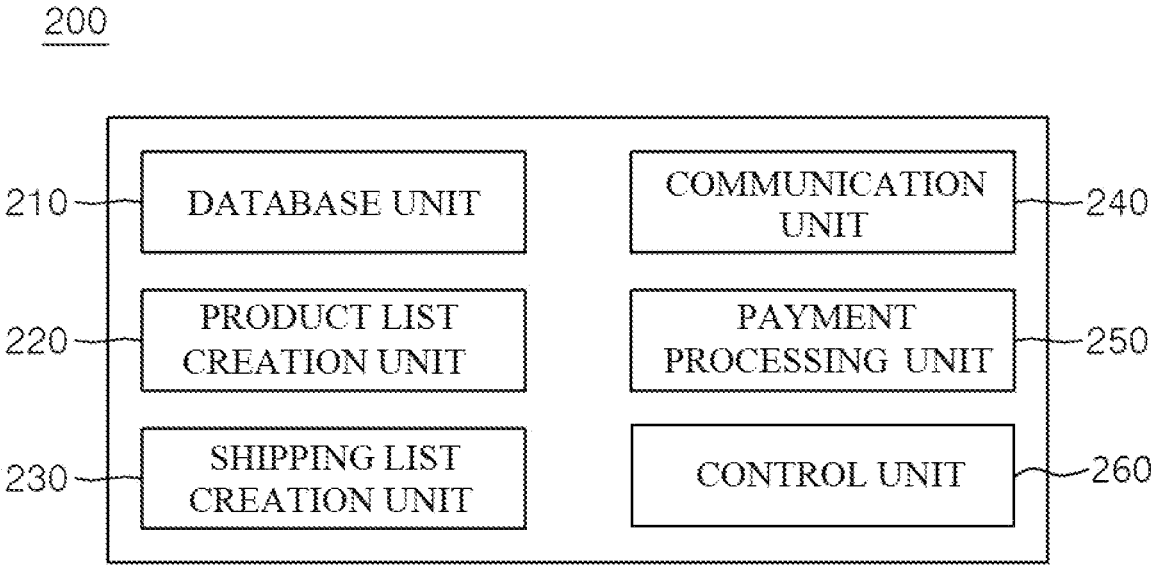 200
210
DATABASE UNIT
COMMUNICATION
UNIT
240
220
PRODUCT LIST
CREATION UNIT
PAYMENT
PROCESSING UNIT
250
230
SHIPPING LIST
CREATION UNIT
CONTROL UNIT
260